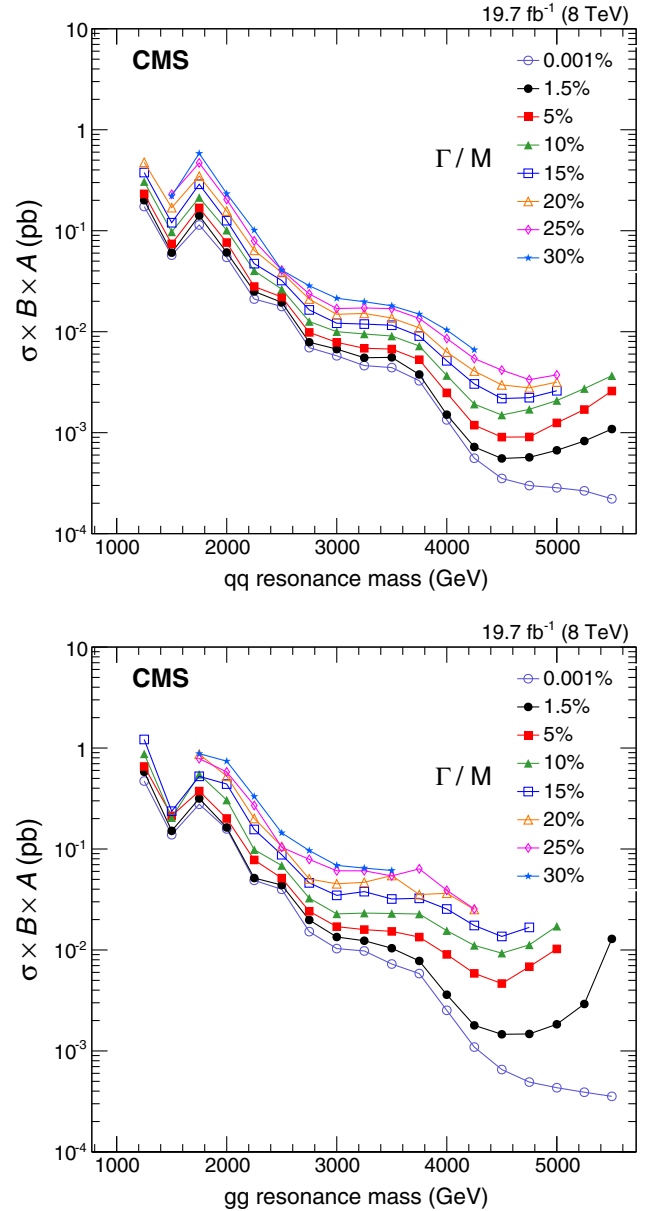 19.7 fb⁻¹ (8 TeV)
10
CMS
0.001%
1.5%
5%
10%
15%
20%
25%
30%
Γ / M
1
10⁻¹
10⁻²
10⁻³
10⁻⁴
σ × B × A (pb)
1000 2000 3000 4000 5000
qq resonance mass (GeV)
19.7 fb⁻¹ (8 TeV)
10
CMS
0.001%
1.5%
5%
10%
15%
20%
25%
30%
Γ / M
1
10⁻¹
10⁻²
10⁻³
10⁻⁴
σ × B × A (pb)
1000 2000 3000 4000 5000
gg resonance mass (GeV)